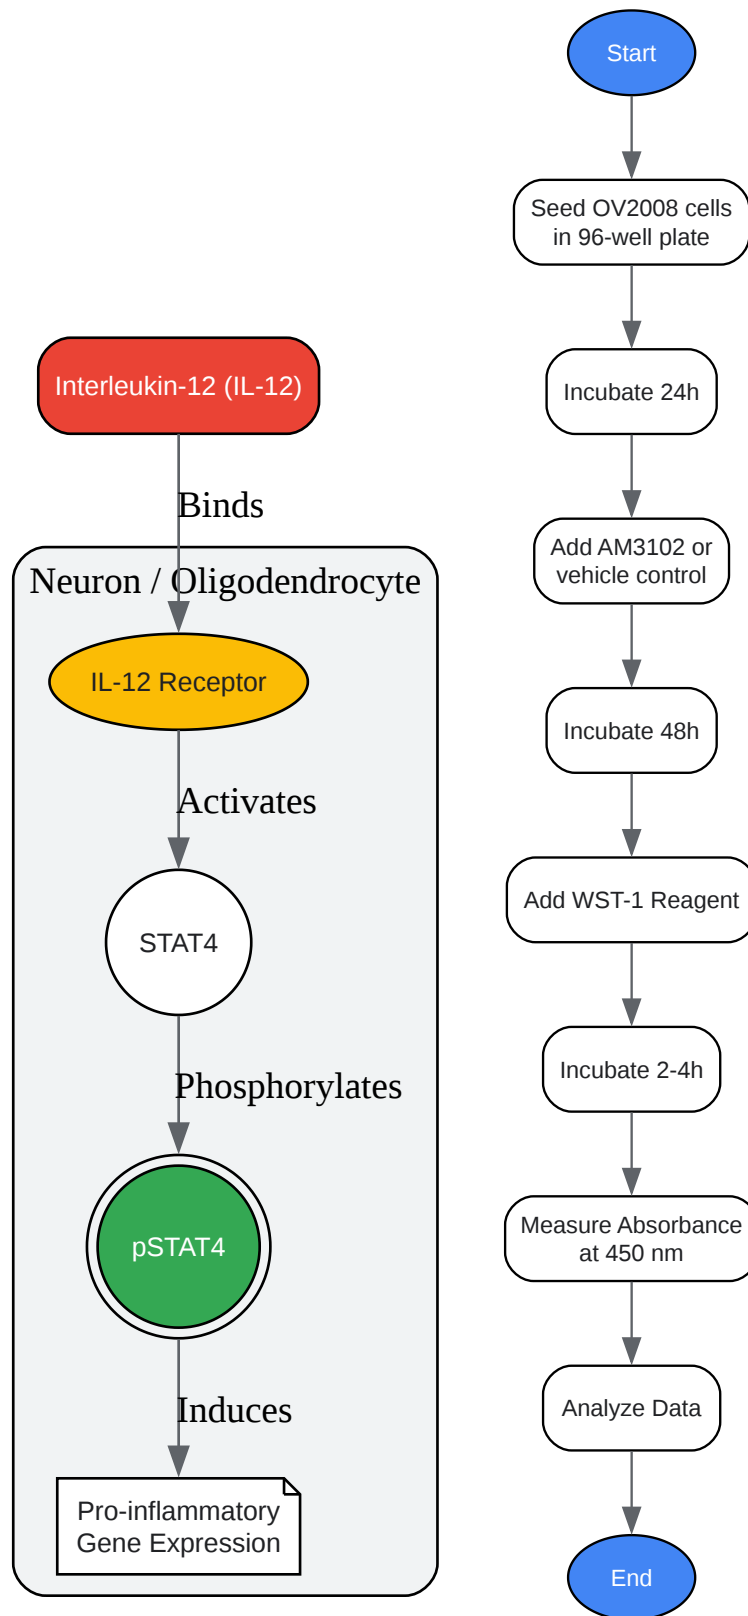 Interleukin-12 (IL-12)
Binds
Neuron / Oligodendrocyte
IL-12 Receptor
Activates
STAT4
Phosphorylates
pSTAT4
Induces
Pro-inflammatory
Gene Expression
Start
Seed OV2008 cells
in 96-well plate
Incubate 24h
Add AM3102 or
vehicle control
Incubate 48h
Add WST-1 Reagent
Incubate 2-4h
Measure Absorbance
at 450 nm
Analyze Data
End